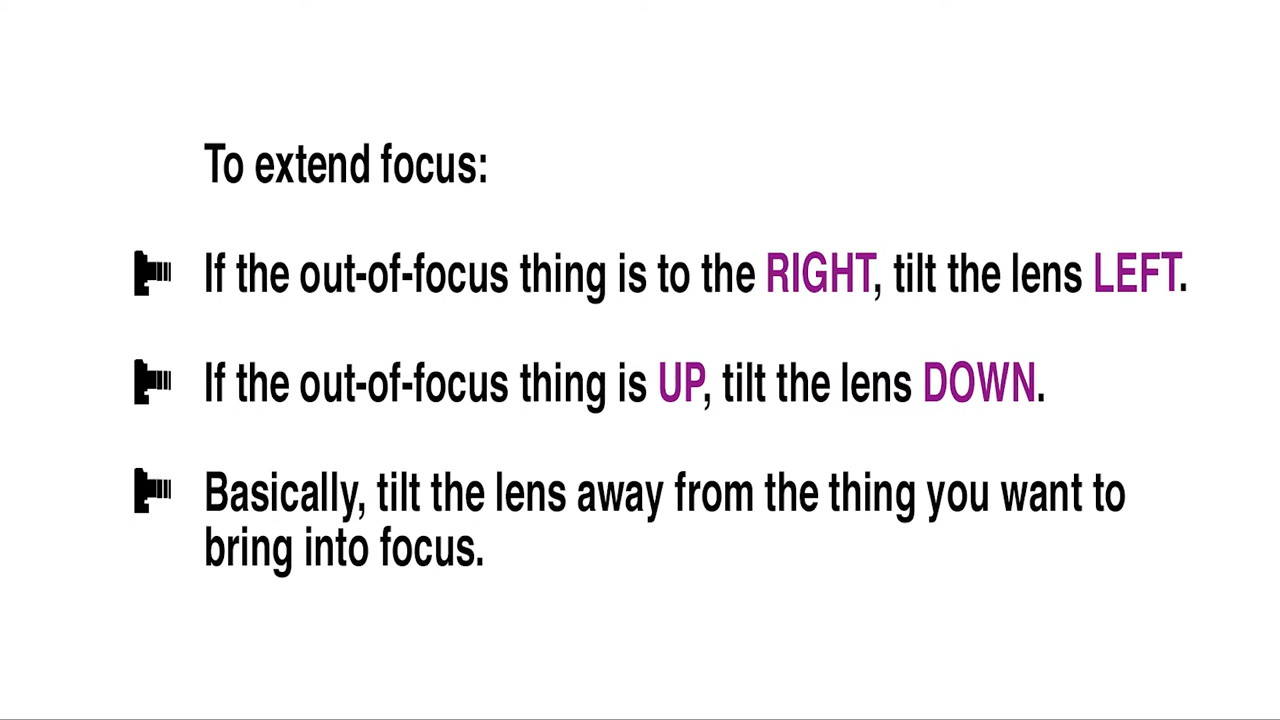 To extend focus:
If the out-of-focus thing is to the RIGHT, tilt the lens LEFT.
If the out-of-focus thing is UP, tilt the lens DOWN.
Basically, tilt the lens away from the thing you want to
bring into focus.